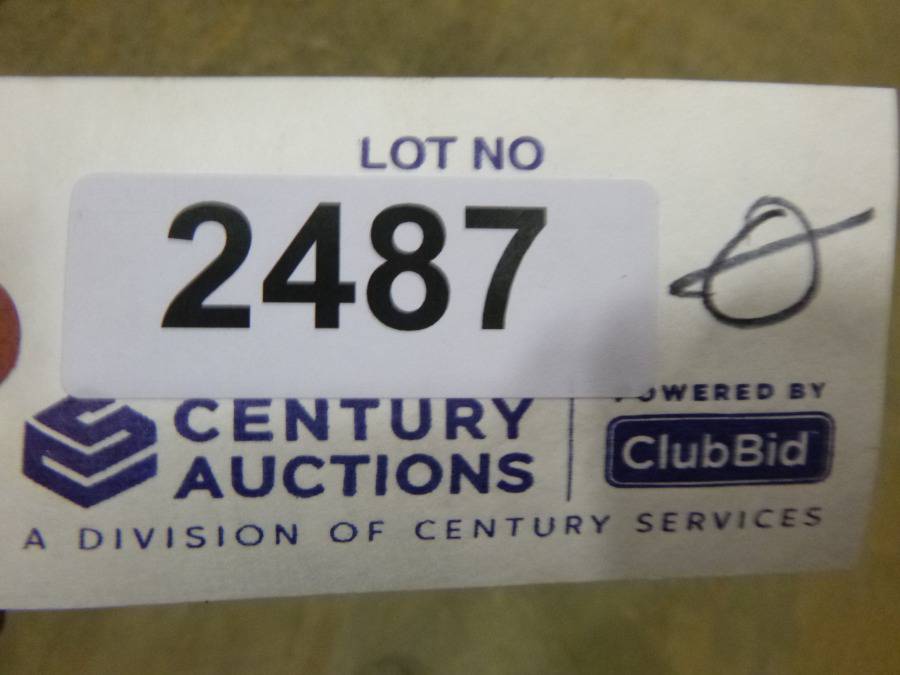 LOT NO
2487
CENTURY
AUCTIONS
POWERED BY
ClubBid
A DIVISION OF CENTURY SERVICES